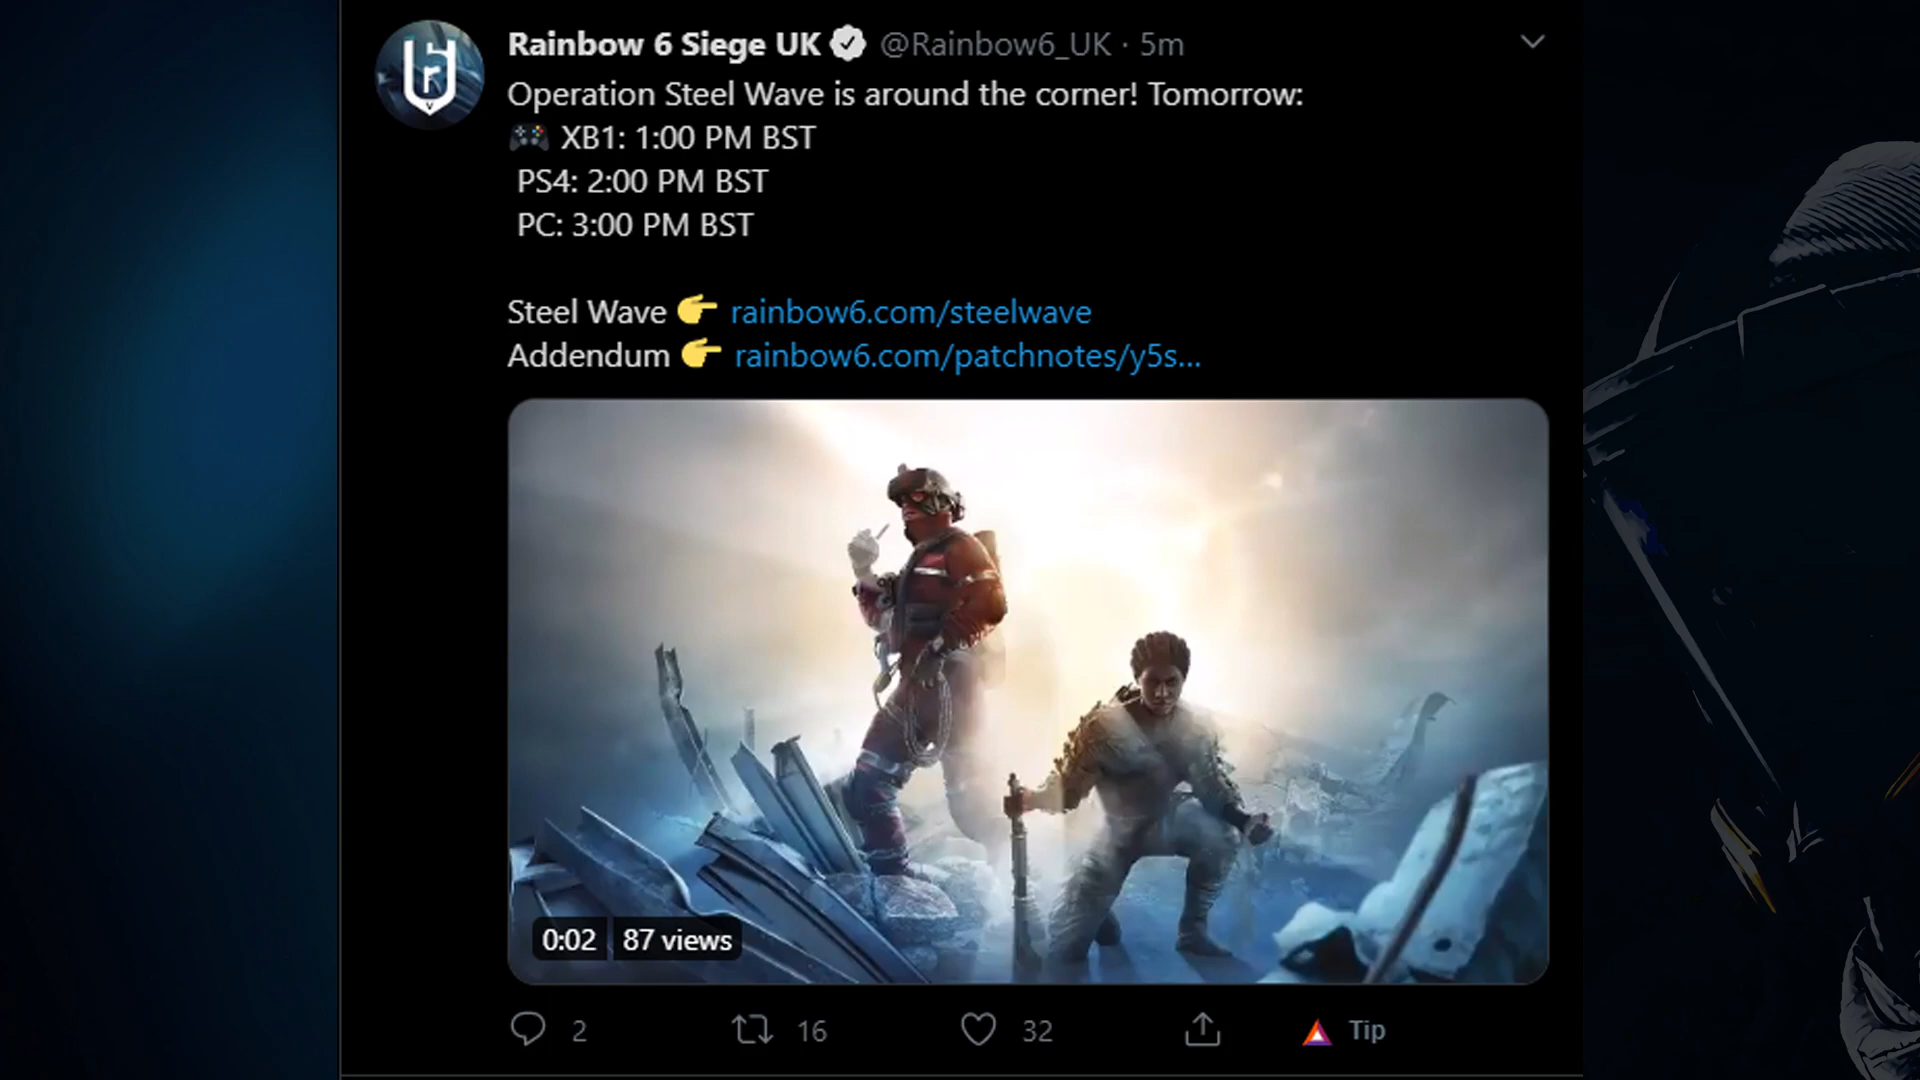 Rainbow 6 Siege UK @Rainbow6_UK · 5m
Operation Steel Wave is around the corner! Tomorrow:
🎮 XB1: 1:00 PM BST
PS4: 2:00 PM BST
PC: 3:00 PM BST
Steel Wave 👉 rainbow6.com/steelwave
Addendum 👉 rainbow6.com/patchnotes/y5s...
0:02 87 views
2 16 32 Tip